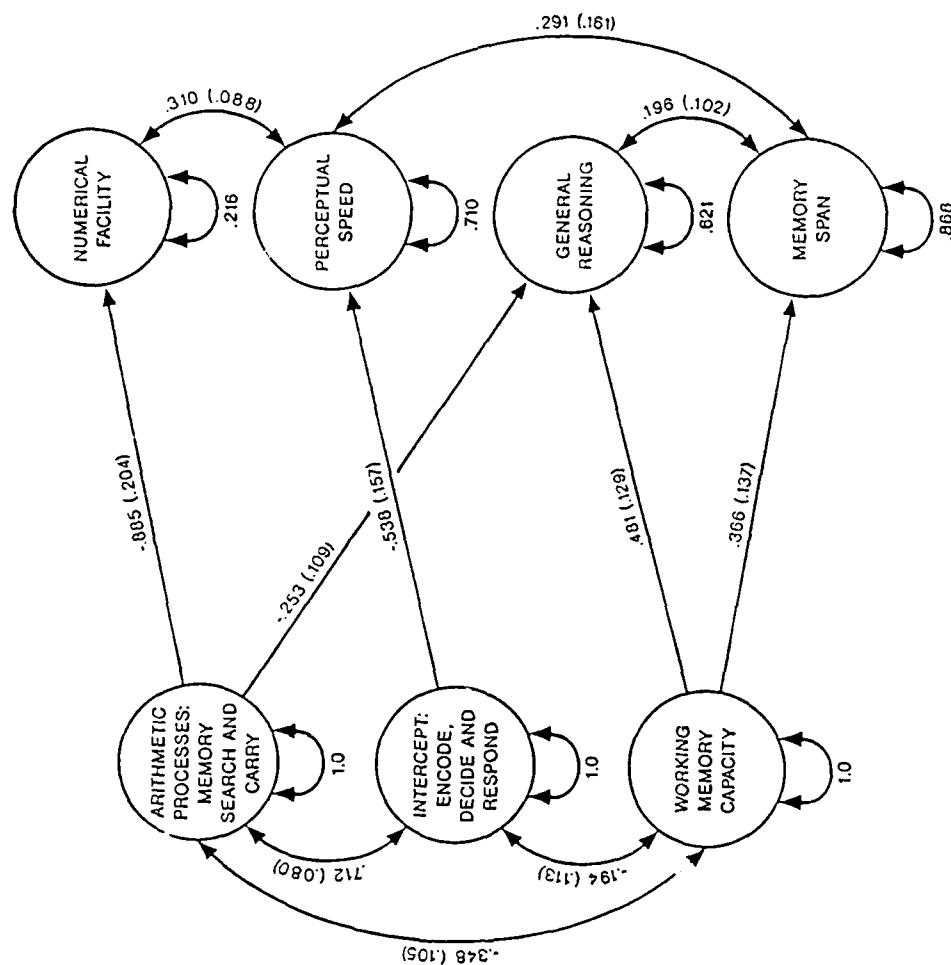 .291 (.161)
.310 (.088)
.196 (.102)
NUMERICAL
FACILITY
.216
PERCEPTUAL
SPEED
.710
GENERAL
REASONING
.621
MEMORY
SPAN
.868
-.885 (.204)
-.253 (.109)
-.538 (.157)
.481 (.129)
.366 (.137)
ARITHMETIC
PROCESSES:
MEMORY
SEARCH AND
CARRY
1.0
INTERCEPT:
ENCODE,
DECIDE AND
RESPOND
1.0
WORKING
MEMORY
CAPACITY
1.0
.712 (.080)
-.194 (.113)
-.348 (.105)